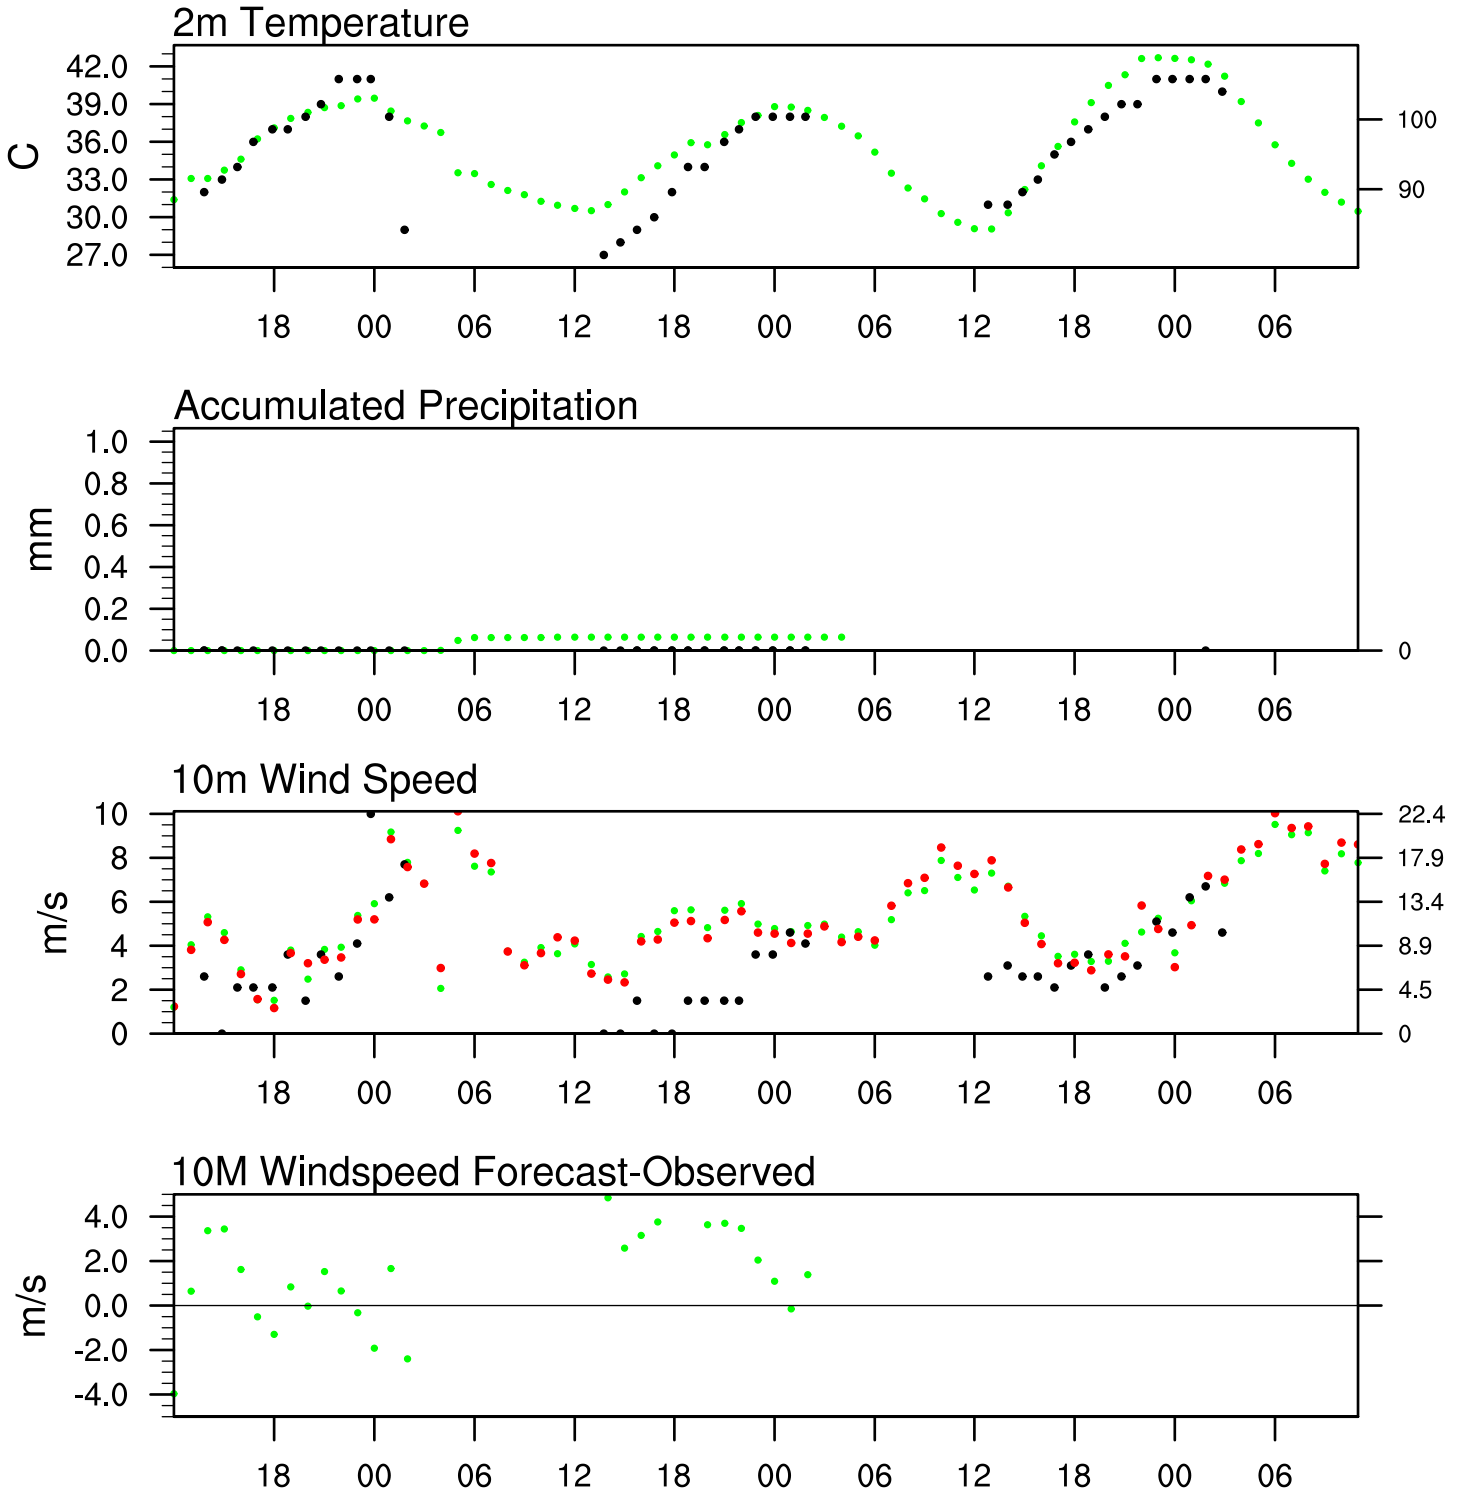 2m Temperature
42.0
39.0
36.0
33.0
30.0
27.0
C
100
90
18 00 06 12 18 00 06 12 18 00 06
Accumulated Precipitation
1.0
0.8
0.6
0.4
0.2
0.0
mm
0
18 00 06 12 18 00 06 12 18 00 06
10m Wind Speed
10
8
6
4
2
0
m/s
22.4
17.9
13.4
8.9
4.5
0
18 00 06 12 18 00 06 12 18 00 06
10M Windspeed Forecast-Observed
4.0
2.0
0.0
-2.0
-4.0
m/s
18 00 06 12 18 00 06 12 18 00 06